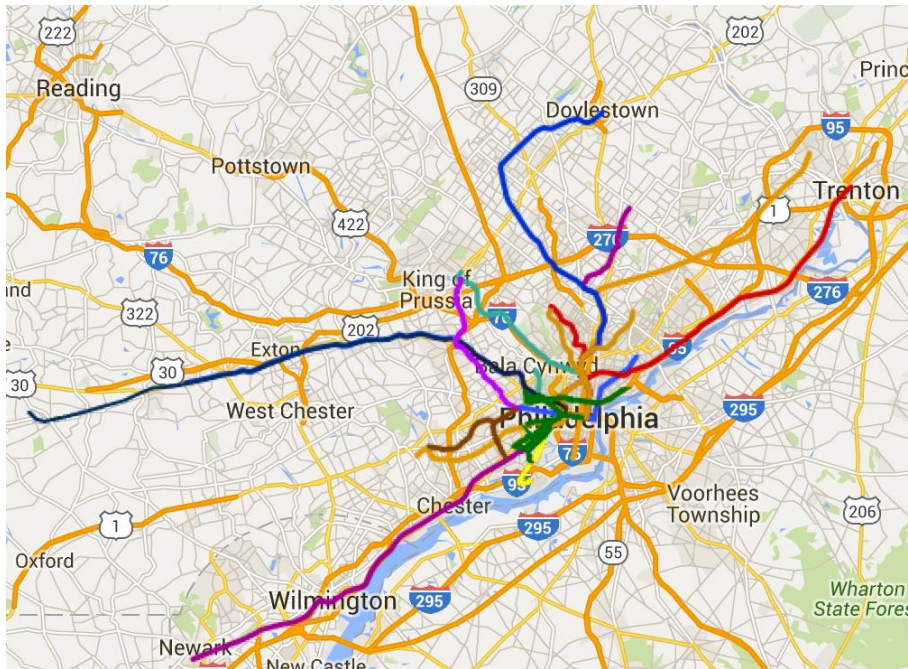 222
202
Reading
309
Princ
Doylestown
95
Pottstown
Trenton
1
422
276
76
and
King of
Prussia
276
76
322
202
Exton
95
Bala Cynwyd
30
30
West Chester
Philadelphia
295
76
Chester
95
Voorhees
Township
206
1
295
Oxford
55
Wharton
State Fores
Wilmington
295
Newark
New Castle